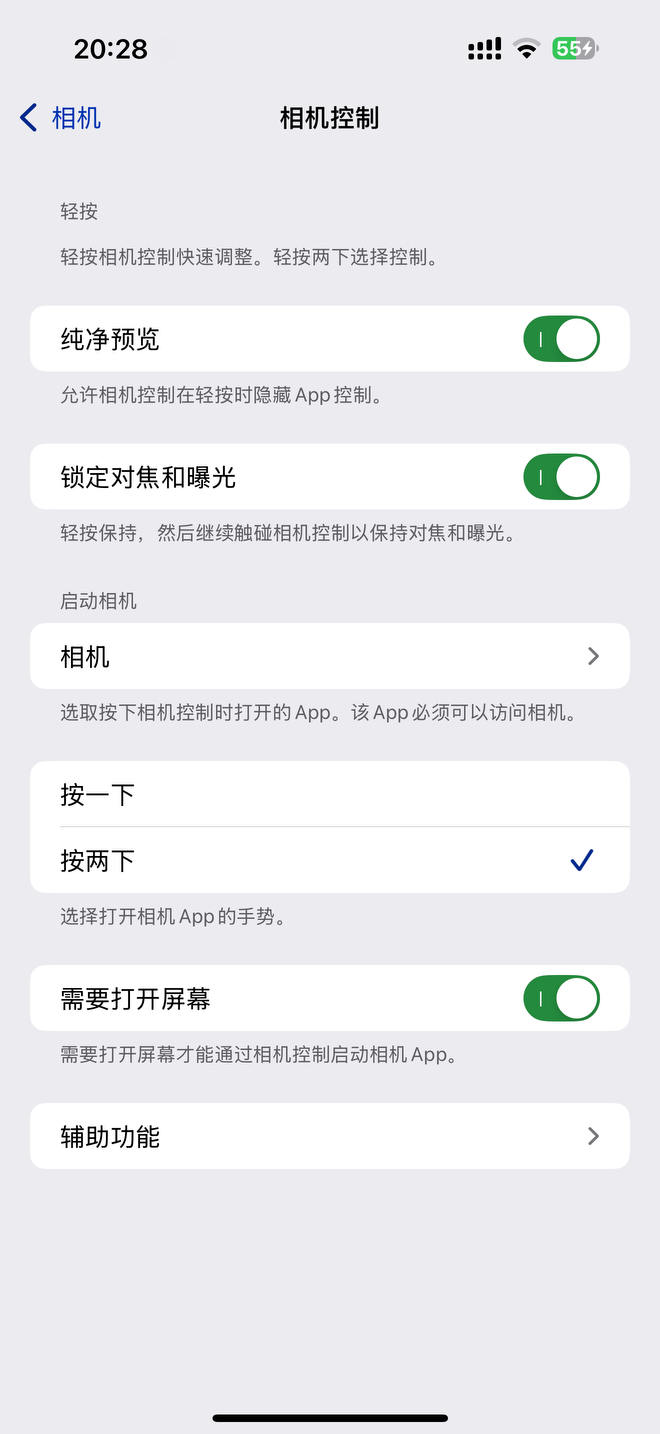 20:28
55
相机
相机控制
轻按
轻按相机控制快速调整。轻按两下选择控制。
纯净预览
允许相机控制在轻按时隐藏 App 控制。
锁定对焦和曝光
轻按保持，然后继续触碰相机控制以保持对焦和曝光。
启动相机
相机
选取按下相机控制时打开的 App。该 App 必须可以访问相机。
按一下
按两下
选择打开相机 App 的手势。
需要打开屏幕
需要打开屏幕才能通过相机控制启动相机 App。
辅助功能